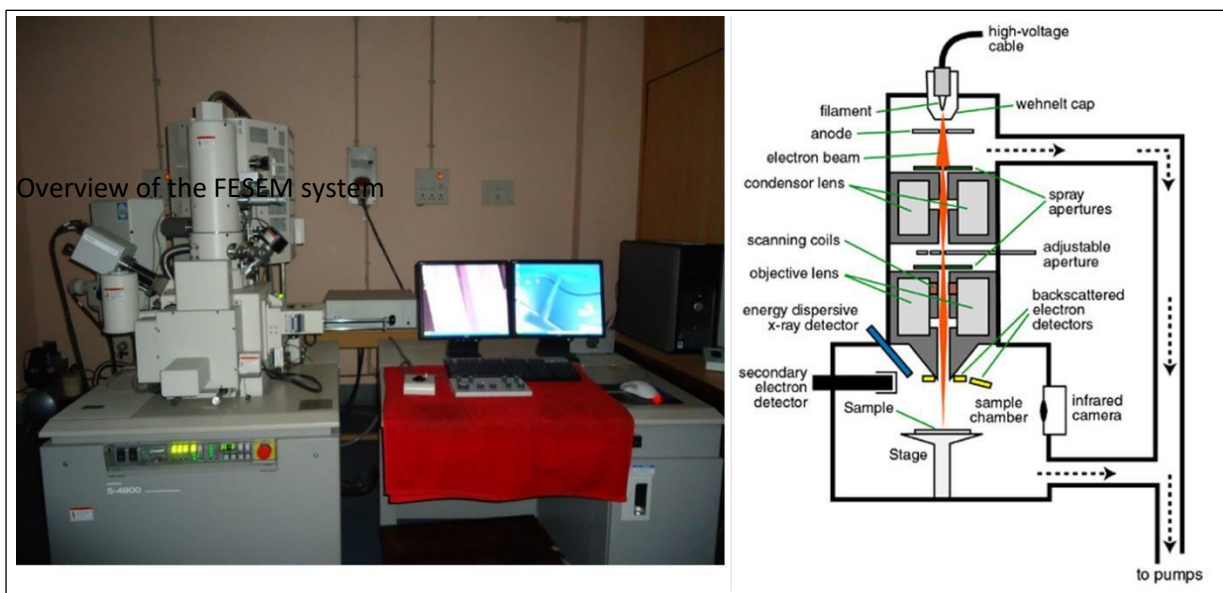 Overview of the FESEM system
S-4800
high-voltage
cable
filament
wehnelt cap
anode
electron beam
condensor lens
spray
apertures
scanning coils
adjustable
aperture
objective lens
energy dispersive
x-ray detector
backscattered
electron
detectors
secondary
electron
detector
Sample
sample
chamber
infrared
camera
Stage
to pumps